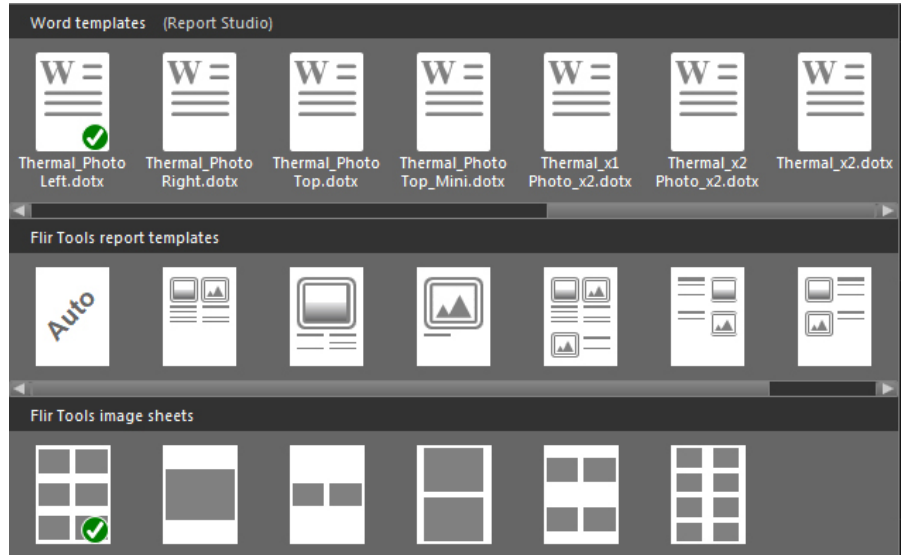 Word templates (Report Studio)
W W W W W W W
Thermal_Photo Thermal_Photo Thermal_Photo Thermal_Photo Thermal_x1 Thermal_x2 Thermal_x2.dotx
Left.dotx Right.dotx Top.dotx Top_Mini.dotx Photo_x2.dotx Photo_x2.dotx
Flir Tools report templates
Auto
Flir Tools image sheets